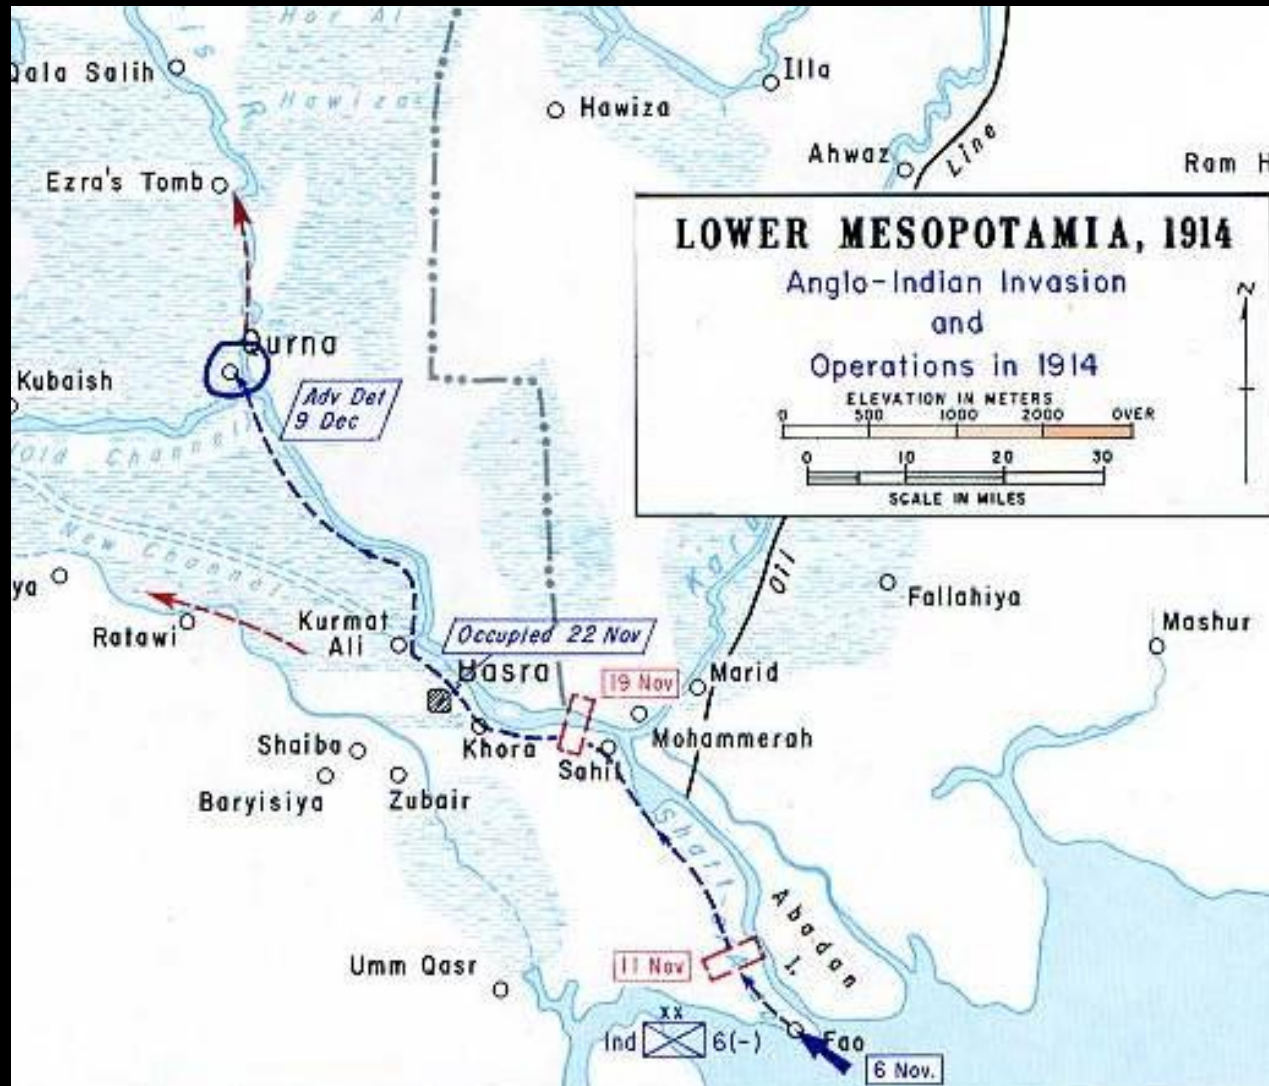 Hor Al
Hawiza
is R
Qala Salih
Illa
Hawiza
Ahwaz
Line
Ram H
Ezra's Tomb
LOWER MESOPOTAMIA, 1914
Anglo-Indian Invasion
and
Operations in 1914
ELEVATION IN METERS
0 500 1000 2000 OVER
0 10 20 30
SCALE IN MILES
N
Qurna
Kubaish
Adv Det
9 Dec
Old Channel
New Channel
Karu
Oil
ya
Fallahiya
Ratawi
Kurmat
Ali
Occupied 22 Nov
Mashur
Basra
19 Nov
Marid
Khora
Mohammerah
Sahil
Shaiba
Baryisiya
Zubair
Shatt
Abadan
I.
Umm Qasr
11 Nov
xx
Ind 6(-)
Fao
6 Nov.